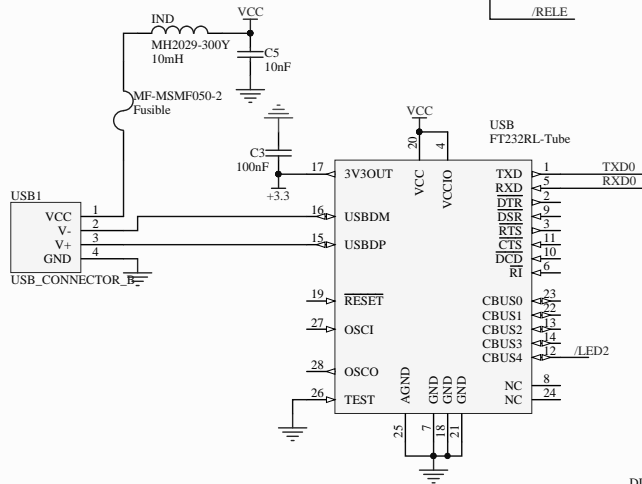 /RELE
IND
VCC
MH2029-300Y
10mH
C5
10nF
MF-MSMF050-2
Fusible
VCC
USB
FT232RL-Tube
C3
100nF
+3.3
USB1
VCC 1
V- 2
V+ 3
GND 4
USB_CONNECTOR_B
20 4
VCC VCCIO
17 3V3OUT
16 USBDM
15 USBDP
19 RESET
27 OSCI
28 OSCO
26 TEST
TXD 1 TXD0
RXD 5 RXD0
DTR 2
DSR 9
RTS 3
CTS 11
DCD 10
RI 6
CBUS0 23
CBUS1 22
CBUS2 13
CBUS3 14
CBUS4 12 /LED2
NC 8
NC 24
AGND GND GND GND
25 7 18 21